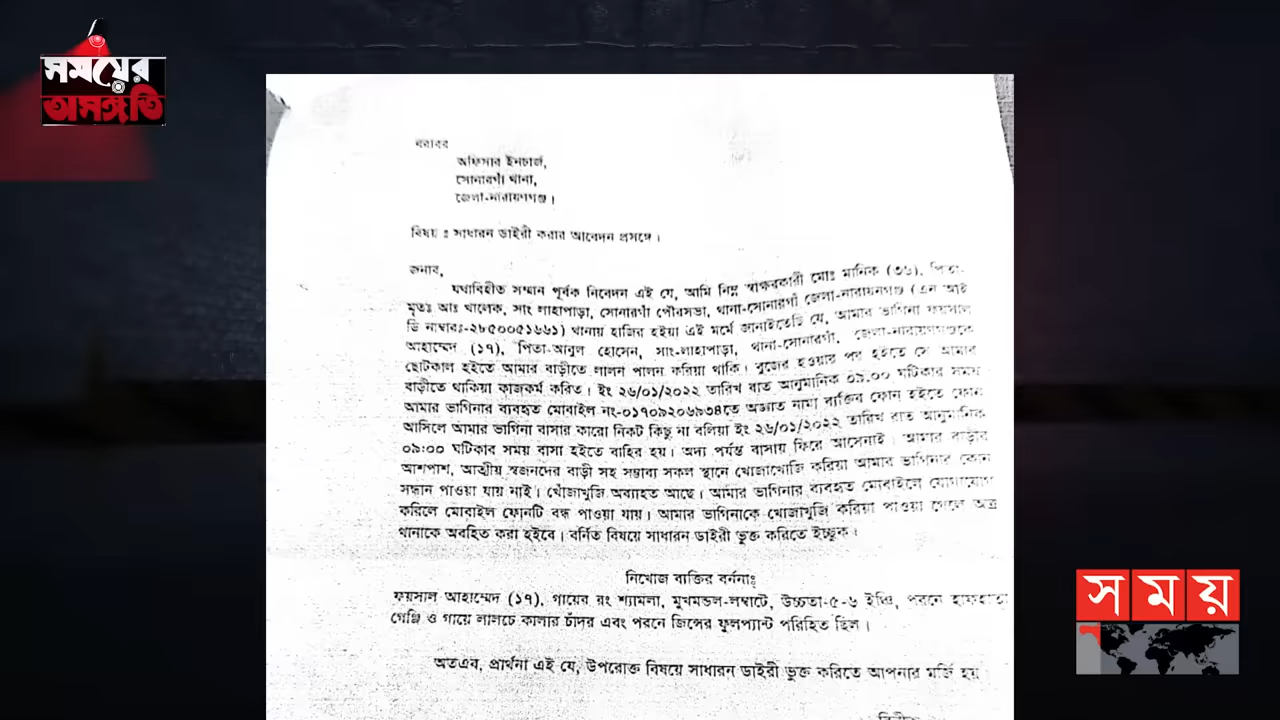 সময়ের
অসঙ্গতি
বরাবর
অফিসার ইনচার্জ,
সোনারগাঁ থানা,
জেলা-নারায়ণগঞ্জ।
বিষয় ঃ সাধারন ডাইরী করার আবেদন প্রসঙ্গে।
জনাব,
যথাবিহীত সম্মান পূর্বক নিবেদন এই যে, আমি নিম্ন স্বাক্ষরকারী মোঃ মানিক (৩৬), পিতা-
মৃতঃ আঃ খালেক, সাং লাহাপাড়া, সোনারগাঁ পৌরসভা, থানা-সোনারগাঁ জেলা-নারায়নগঞ্জ (এন আই
ডি নাম্বারঃ-২৮৫০০৫১৬৬১) থানায় হাজির হইয়া এই মর্মে জানাইতেছি যে, আমার ভাগিনা ফয়সাল
আহাম্মেদ (১৭), পিতা-আবুল হোসেন, সাং-লাহাপাড়া, থানা-সোনারগাঁ, জেলা-নারায়ণগঞ্জকে
ছোটকাল হইতে আমার বাড়ীতে লালন পালন করিয়া থাকি। বুজের হওয়ার পর হইতে সে আমার
বাড়ীতে থাকিয়া কাজকর্ম করিত। ইং ২৬/০১/২০২২ তারিখ রাত অনুমানিক ০৯.০০ ঘটিকার সময়
আমার ভাগিনার ব্যবহৃত মোবাইল নং-০১৭০৯২০৬৯৩৪তে অজ্ঞাত নামা ব্যক্তির ফোন হইতে ফোন
আসিলে আমার ভাগিনা বাসার কারো নিকট কিছু না বলিয়া ইং ২৬/০১/২০২২ তারিখ রাত আনুমানিক
০৯:০০ ঘটিকার সময় বাসা হইতে বাহির হয়। অদ্য পর্যন্ত বাসায় ফিরে আসেনাই। আমার বাড়ীর
আশপাশ, আত্মীয় স্বজনদের বাড়ী সহ সম্ভাব্য সকল স্থানে খোজাখোজি করিয়া আমার ভাগিনার কোন
সন্ধান পাওয়া যায় নাই। খোঁজাখুজি অব্যাহত আছে। আমার ভাগিনার ব্যবহৃত মোবাইলে যোগাযোগ
করিলে মোবাইল ফোনটি বন্ধ পাওয়া যায়। আমার ভাগিনাকে খোজাখুজি করিয়া পাওয়া গেলে অত্র
থানাকে অবহিত করা হইবে। বর্নিত বিষয়ে সাধারন ডাইরী ভুক্ত করিতে ইচ্ছুক।
নিখোজ ব্যক্তির বর্ননাঃ
ফয়সাল আহাম্মেদ (১৭), গায়ের রং শ্যামলা, মুখমন্ডল-লম্বাটে, উচ্চতা-৫-৬ ইঞ্চি, পরনে হাফহাতা
গেঞ্জি ও গায়ে লালচে কালার চাঁদর এবং পরনে জিন্সের ফুলপ্যান্ট পরিহিত ছিল।
অতএব, প্রার্থনা এই যে, উপরোক্ত বিষয়ে সাধারন ডাইরী ভুক্ত করিতে আপনার মর্জি হয়
সময়